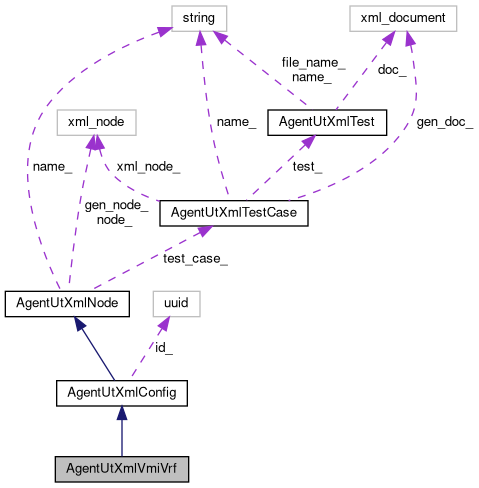 string
xml_document
file_name_
name_
doc_
xml_node
AgentUtXmlTest
name_
gen_doc_
name_
xml_node_
test_
gen_node_
node_
AgentUtXmlTestCase
test_case_
AgentUtXmlNode
uuid
id_
AgentUtXmlConfig
AgentUtXmlVmiVrf